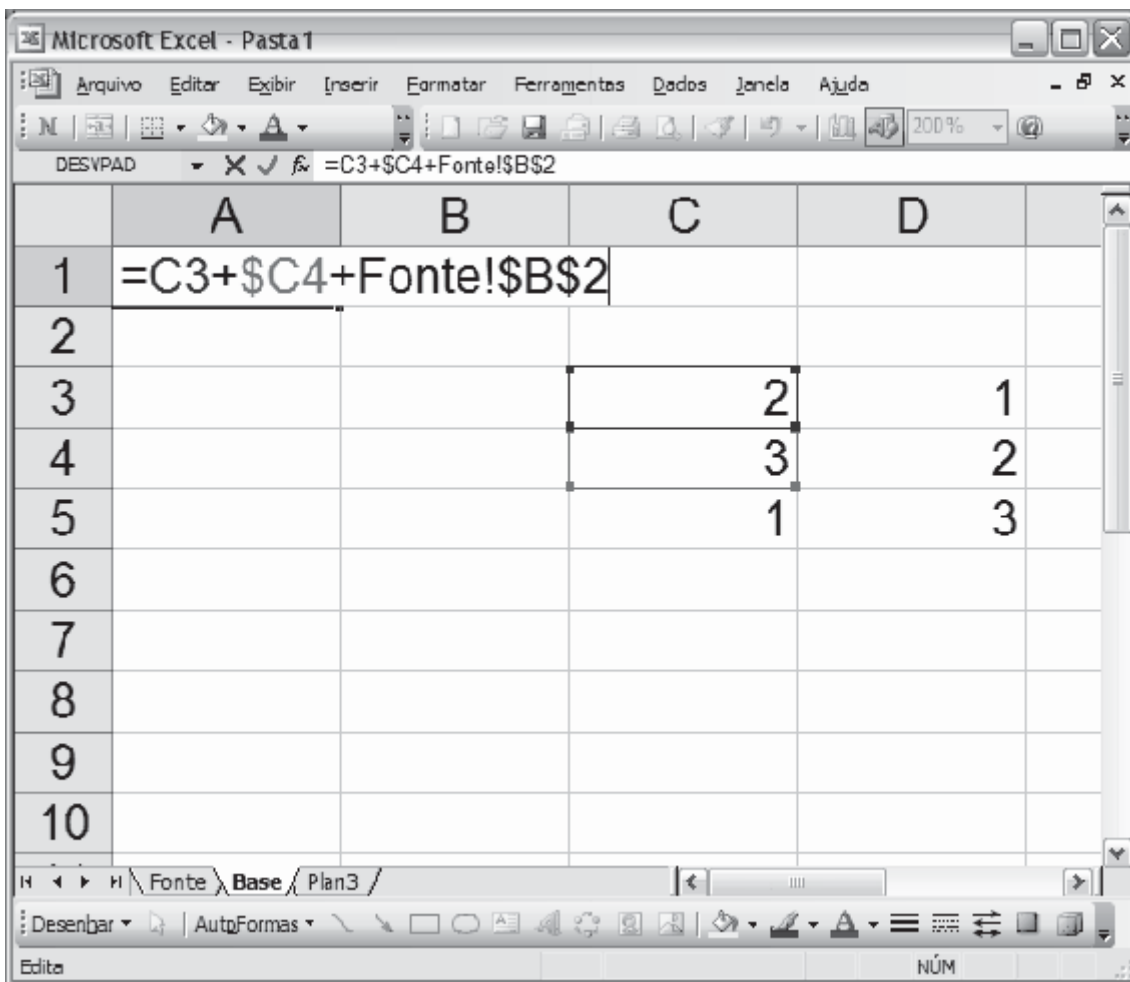 Microsoft Excel - Pasta1
Arquivo Editar Exibir Inserir Formatar Ferramentas Dados Janela Ajuda
N A 200%
DESVPAD fx =C3+$C4+Fonte!$B$2
A B C D
1 =C3+$C4+Fonte!$B$2
2
3 2 1
4 3 2
5 1 3
6
7
8
9
10
Fonte Base Plan3
Desenhar AutoFormas A
Edita NÚM